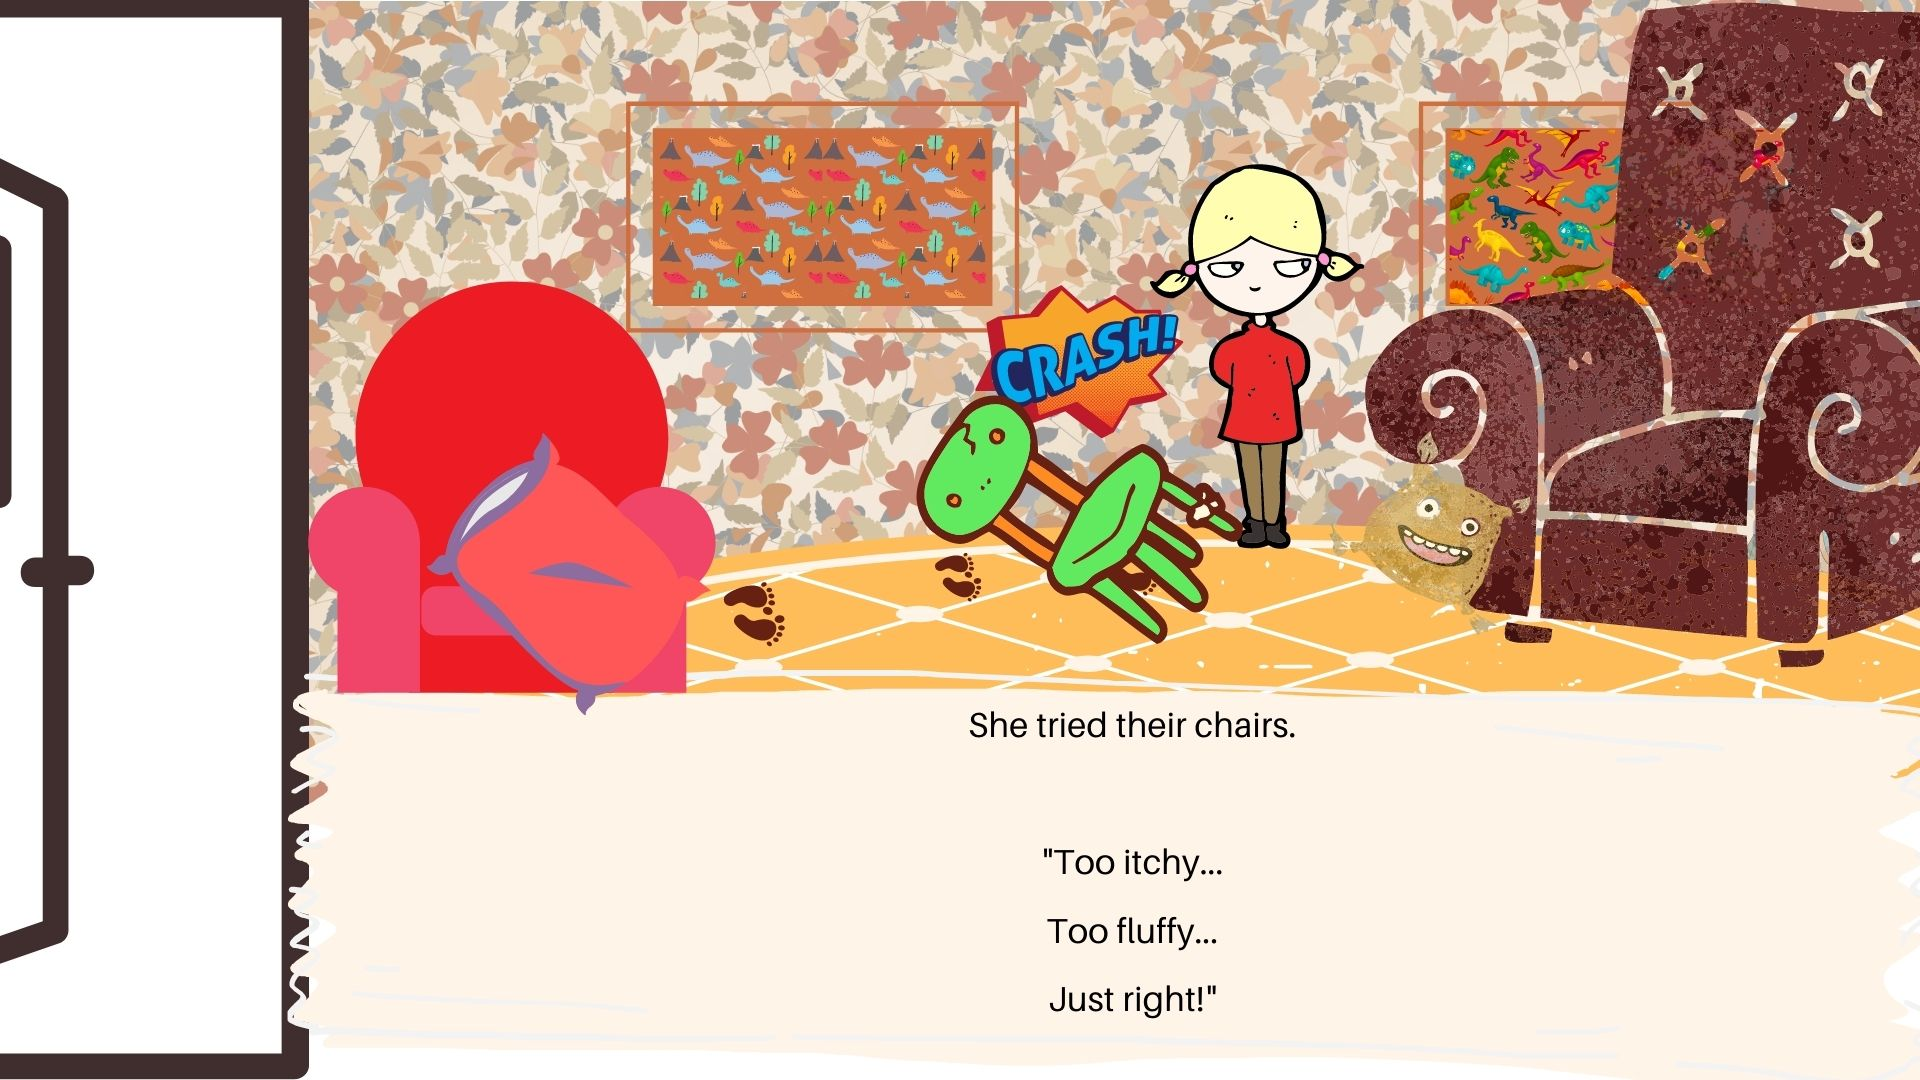 CRASH!
She tried their chairs.
"Too itchy...
Too fluffy...
Just right!"